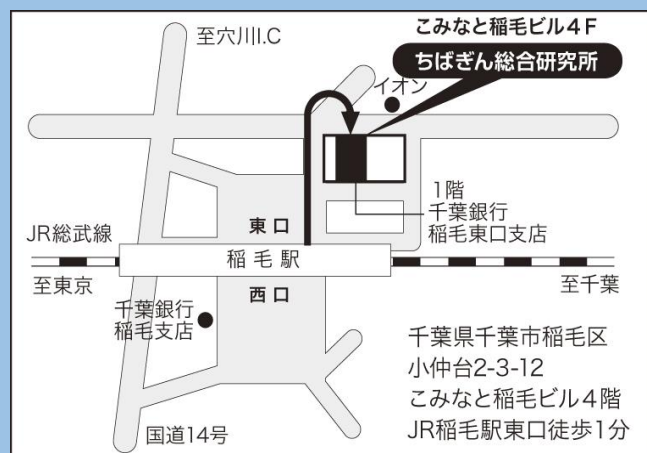 至穴川I.C
こみなと稲毛ビル4F
ちばぎん総合研究所
イオン
1階
千葉銀行
稲毛東口支店
東口
JR総武線
稲毛駅
至東京
至千葉
西口
千葉銀行
稲毛支店
国道14号
千葉県千葉市稲毛区
小仲台2-3-12
こみなと稲毛ビル4階
JR稲毛駅東口徒歩1分